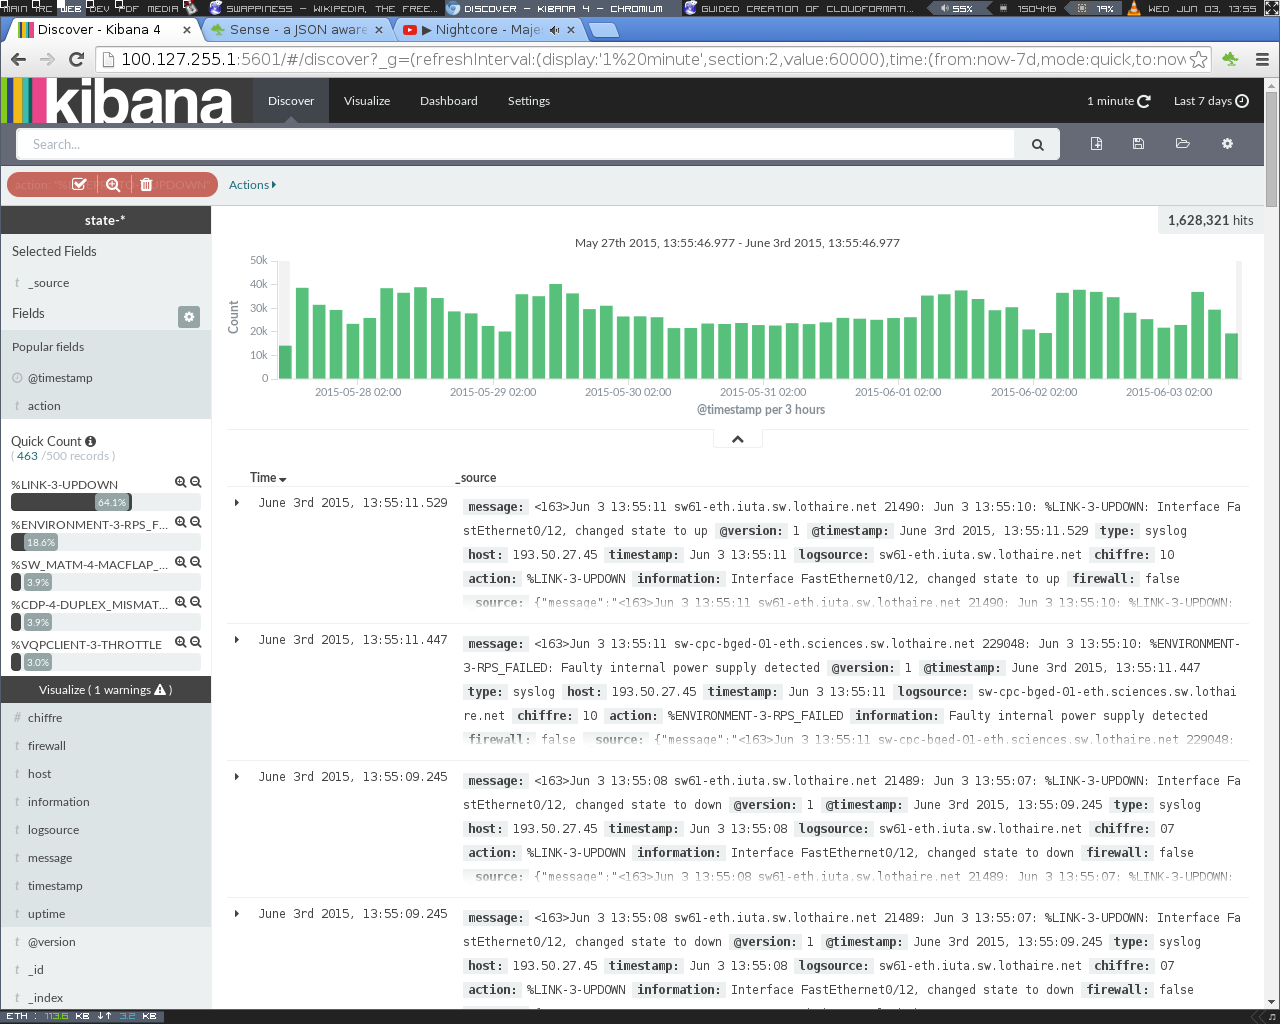 MAIN SRC WEB DEV PDF MEDIA SWAPPINESS – WIKIPEDIA, THE FREE... DISCOVER – KIBANA 4 – CHROMIUM GUIDED CREATION OF CLOUDFORMAT... 55% 1504MB 19% WED JUN 03, 13:55
Discover - Kibana 4 Sense - a JSON aware ▶ Nightcore - Maje
100.127.255.1:5601/#/discover?_g=(refreshInterval:(display:'1%20minute',section:2,value:60000),time:(from:now-7d,mode:quick,to:now
kibana Discover Visualize Dashboard Settings 1 minute Last 7 days
Search...
Actions
state-*
1,628,321 hits
Selected Fields
t _source
Fields
Popular fields
@timestamp
t action
May 27th 2015, 13:55:46.977 - June 3rd 2015, 13:55:46.977
Count
50k
40k
30k
20k
10k
0
2015-05-28 02:00 2015-05-29 02:00 2015-05-30 02:00 2015-05-31 02:00 2015-06-01 02:00 2015-06-02 02:00 2015-06-03 02:00
@timestamp per 3 hours
Quick Count
( 463 /500 records )
%LINK-3-UPDOWN
64.1%
%ENVIRONMENT-3-RPS_F...
18.6%
%SW_MATM-4-MACFLAP_...
3.9%
%CDP-4-DUPLEX_MISMAT...
3.9%
%VQPCLIENT-3-THROTTLE
3.0%
Visualize ( 1 warnings )
# chiffre
t firewall
t host
t information
t logsource
t message
t timestamp
t uptime
t @version
t _id
t _index
Time _source
June 3rd 2015, 13:55:11.529
message: <163>Jun 3 13:55:11 sw61-eth.iuta.sw.lothaire.net 21490: Jun 3 13:55:10: %LINK-3-UPDOWN: Interface Fa
stEthernet0/12, changed state to up @version: 1 @timestamp: June 3rd 2015, 13:55:11.529 type: syslog
host: 193.50.27.45 timestamp: Jun 3 13:55:11 logsource: sw61-eth.iuta.sw.lothaire.net chiffre: 10
action: %LINK-3-UPDOWN information: Interface FastEthernet0/12, changed state to up firewall: false
_source: {"message":"<163>Jun 3 13:55:11 sw61-eth.iuta.sw.lothaire.net 21490: Jun 3 13:55:10: %LINK-3-UPDOWN:
June 3rd 2015, 13:55:11.447
message: <163>Jun 3 13:55:11 sw-cpc-bged-01-eth.sciences.sw.lothaire.net 229048: Jun 3 13:55:10: %ENVIRONMENT-
3-RPS_FAILED: Faulty internal power supply detected @version: 1 @timestamp: June 3rd 2015, 13:55:11.447
type: syslog host: 193.50.27.45 timestamp: Jun 3 13:55:11 logsource: sw-cpc-bged-01-eth.sciences.sw.lothai
re.net chiffre: 10 action: %ENVIRONMENT-3-RPS_FAILED information: Faulty internal power supply detected
firewall: false _source: {"message":"<163>Jun 3 13:55:11 sw-cpc-bged-01-eth.sciences.sw.lothaire.net 229048:
June 3rd 2015, 13:55:09.245
message: <163>Jun 3 13:55:08 sw61-eth.iuta.sw.lothaire.net 21489: Jun 3 13:55:07: %LINK-3-UPDOWN: Interface Fa
stEthernet0/12, changed state to down @version: 1 @timestamp: June 3rd 2015, 13:55:09.245 type: syslog
host: 193.50.27.45 timestamp: Jun 3 13:55:08 logsource: sw61-eth.iuta.sw.lothaire.net chiffre: 07
action: %LINK-3-UPDOWN information: Interface FastEthernet0/12, changed state to down firewall: false
_source: {"message":"<163>Jun 3 13:55:08 sw61-eth.iuta.sw.lothaire.net 21489: Jun 3 13:55:07: %LINK-3-UPDOWN:
June 3rd 2015, 13:55:09.245
message: <163>Jun 3 13:55:08 sw61-eth.iuta.sw.lothaire.net 21489: Jun 3 13:55:07: %LINK-3-UPDOWN: Interface Fa
stEthernet0/12, changed state to down @version: 1 @timestamp: June 3rd 2015, 13:55:09.245 type: syslog
host: 193.50.27.45 timestamp: Jun 3 13:55:08 logsource: sw61-eth.iuta.sw.lothaire.net chiffre: 07
action: %LINK-3-UPDOWN information: Interface FastEthernet0/12, changed state to down firewall: false
ETH : 113.6 KB 3.2 KB